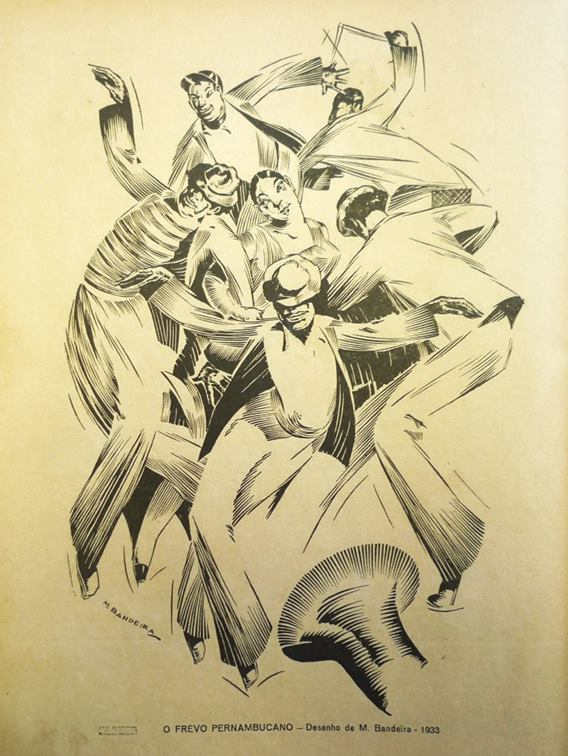 M. BANDEIRA
O FREVO PERNAMBUCANO — Desenho de M. Bandeira - 1933